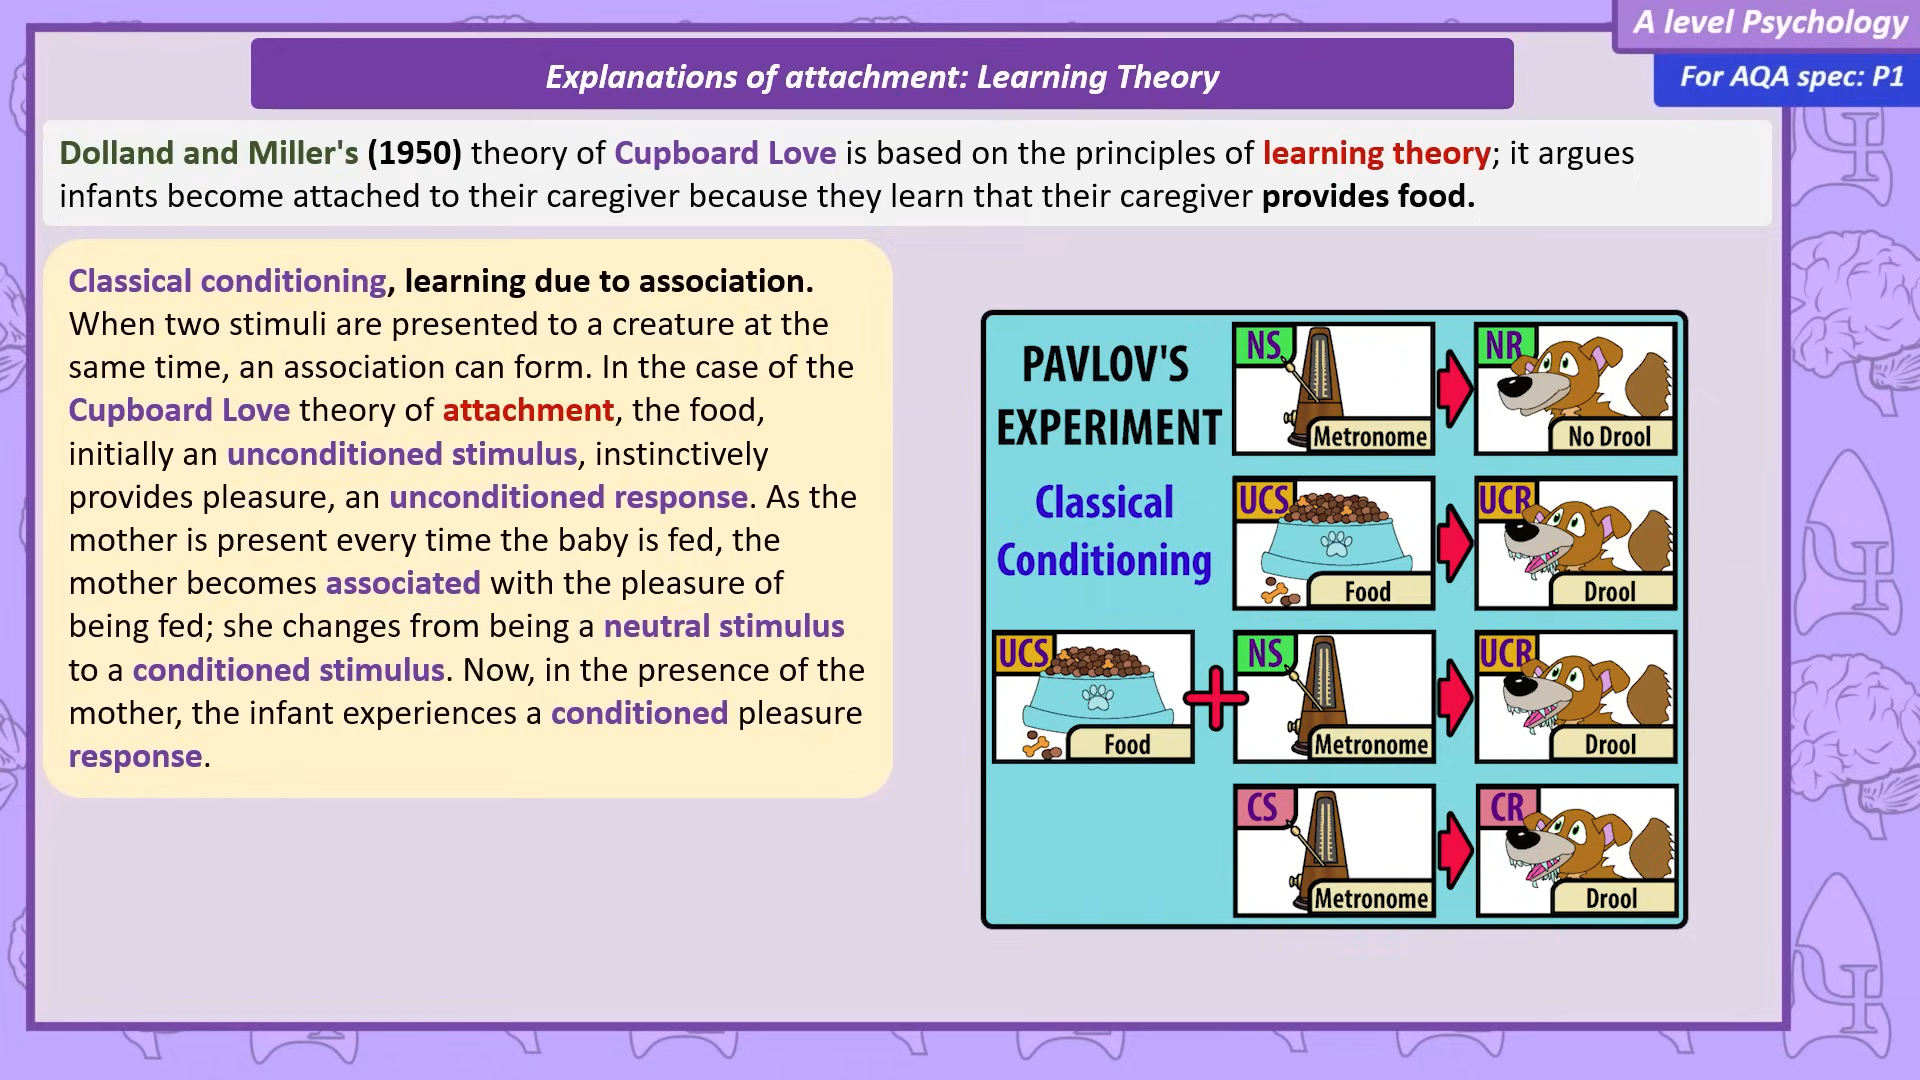 A level Psychology
For AQA spec: P1
Explanations of attachment: Learning Theory
Dolland and Miller's (1950) theory of Cupboard Love is based on the principles of learning theory; it argues
infants become attached to their caregiver because they learn that their caregiver provides food.
Classical conditioning, learning due to association.
When two stimuli are presented to a creature at the
same time, an association can form. In the case of the
Cupboard Love theory of attachment, the food,
initially an unconditioned stimulus, instinctively
provides pleasure, an unconditioned response. As the
mother is present every time the baby is fed, the
mother becomes associated with the pleasure of
being fed; she changes from being a neutral stimulus
to a conditioned stimulus. Now, in the presence of the
mother, the infant experiences a conditioned pleasure
response.
PAVLOV'S
EXPERIMENT
Classical
Conditioning
NS
Metronome
NR
No Drool
UCS
Food
UCR
Drool
UCS
Food
NS
Metronome
UCR
Drool
CS
Metronome
CR
Drool